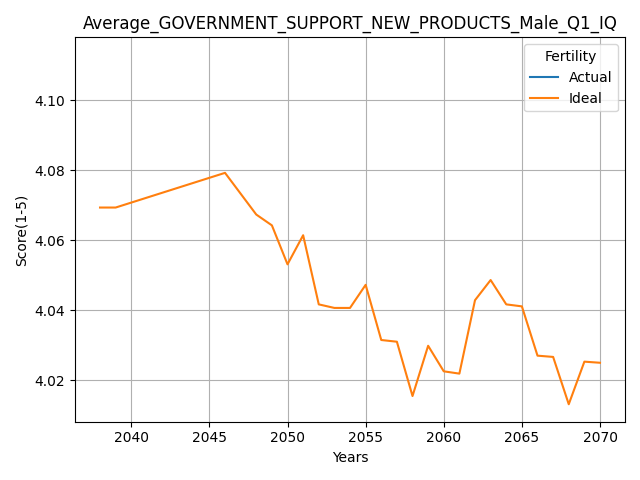 Average_GOVERNMENT_SUPPORT_NEW_PRODUCTS_Male_Q1_IQ
Fertility
Actual
Ideal
4.10
4.08
4.06
4.04
4.02
Score(1-5)
2040 2045 2050 2055 2060 2065 2070
Years